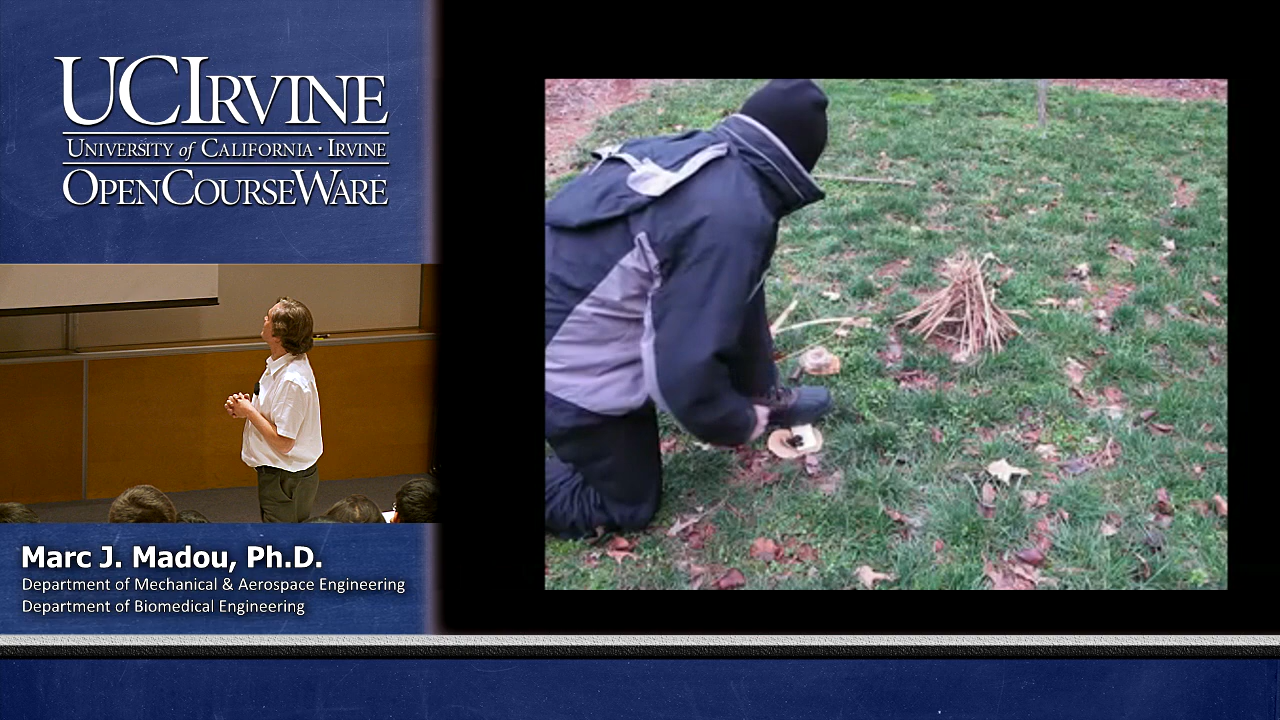 UCIRVINE
UNIVERSITY of CALIFORNIA · IRVINE
OPENCOURSEWARE
Marc J. Madou, Ph.D.
Department of Mechanical & Aerospace Engineering
Department of Biomedical Engineering